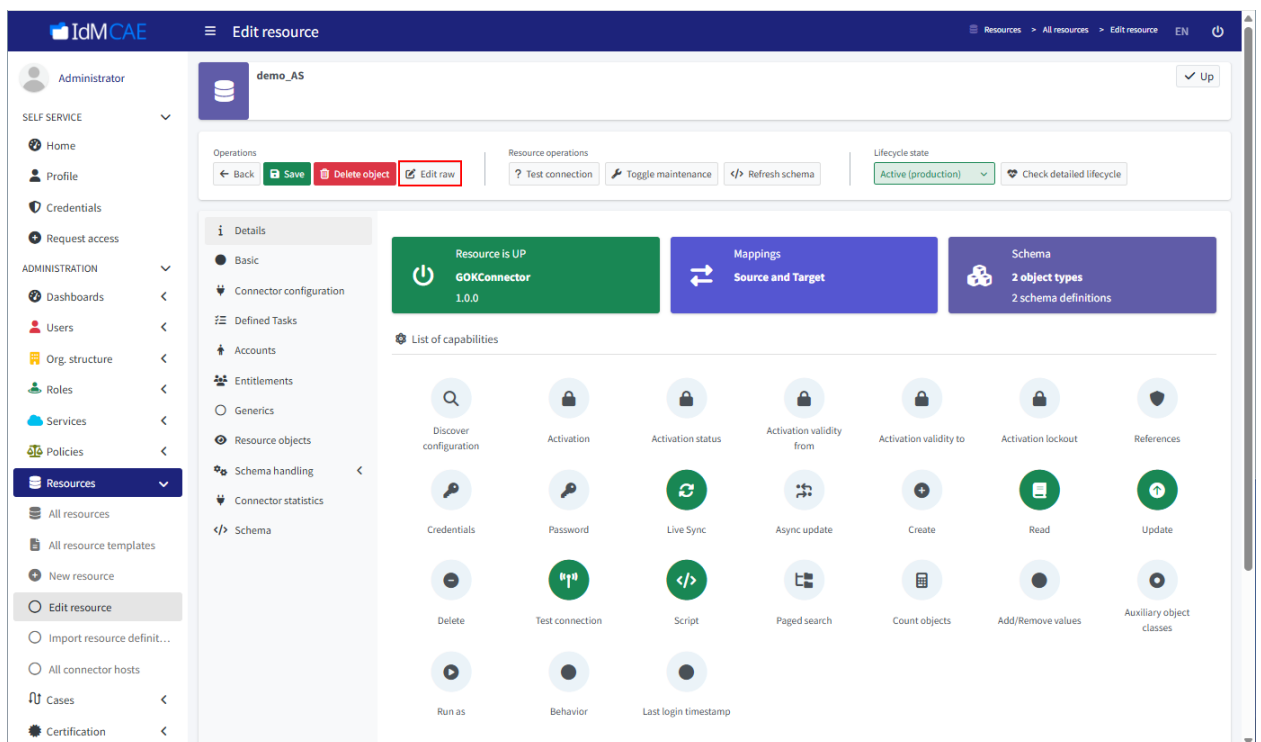 IdMCAE
Edit resource
Resources > All resources > Edit resource
EN
Administrator
SELF SERVICE
Home
Profile
Credentials
Request access
ADMINISTRATION
Dashboards
Users
Org. structure
Roles
Services
Policies
Resources
All resources
All resource templates
New resource
Edit resource
Import resource definit...
All connector hosts
Cases
Certification
demo_AS
Up
Operations
Back
Save
Delete object
Edit raw
Resource operations
? Test connection
Toggle maintenance
</> Refresh schema
Lifecycle state
Active (production)
Check detailed lifecycle
Details
Basic
Connector configuration
Defined Tasks
Accounts
Entitlements
Generics
Resource objects
Schema handling
Connector statistics
</> Schema
Resource is UP
GOKConnector
1.0.0
Mappings
Source and Target
Schema
2 object types
2 schema definitions
List of capabilities
Discover
configuration
Activation
Activation status
Activation validity
from
Activation validity to
Activation lockout
References
Credentials
Password
Live Sync
Async update
Create
Read
Update
Delete
Test connection
Script
Paged search
Count objects
Add/Remove values
Auxiliary object
classes
Run as
Behavior
Last login timestamp